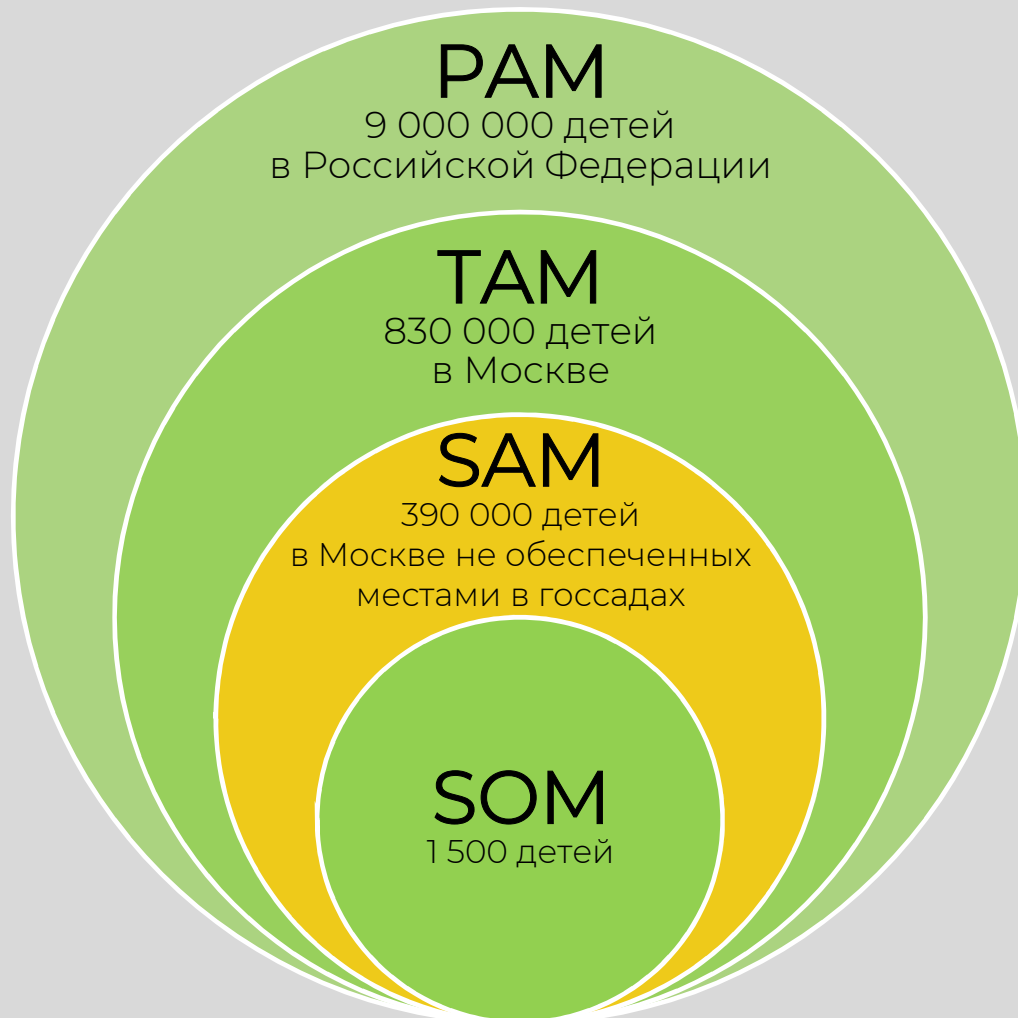 PAM
9 000 000 детей
в Российской Федерации
TAM
830 000 детей
в Москве
SAM
390 000 детей
в Москве не обеспеченных
местами в госсадах
SOM
1 500 детей